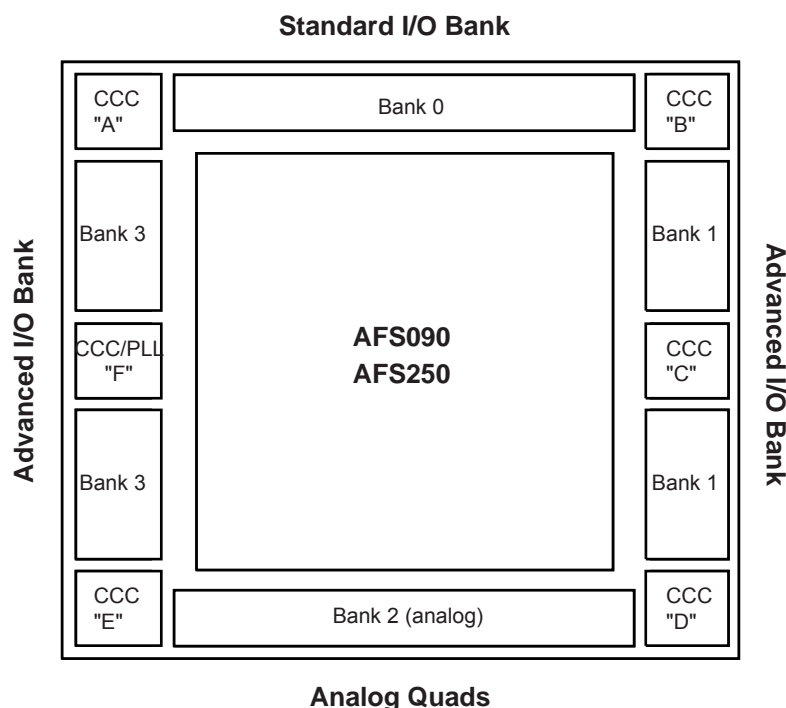 Standard I/O Bank
CCC
"A"
Bank 0
CCC
"B"
Bank 3
Bank 1
Advanced I/O Bank
CCC/PLL
"F"
AFS090
AFS250
CCC
"C"
Advanced I/O Bank
Bank 3
Bank 1
CCC
"E"
Bank 2 (analog)
CCC
"D"
Analog Quads